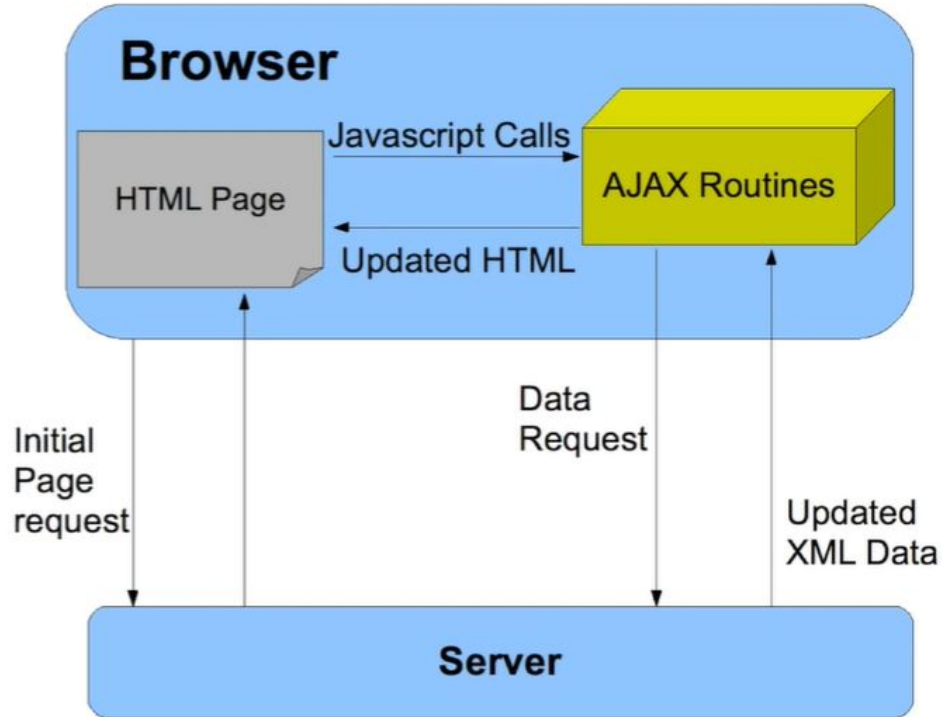 Browser
Javascript Calls
HTML Page
AJAX Routines
Updated HTML
Initial
Page
request
Data
Request
Updated
XML Data
Server